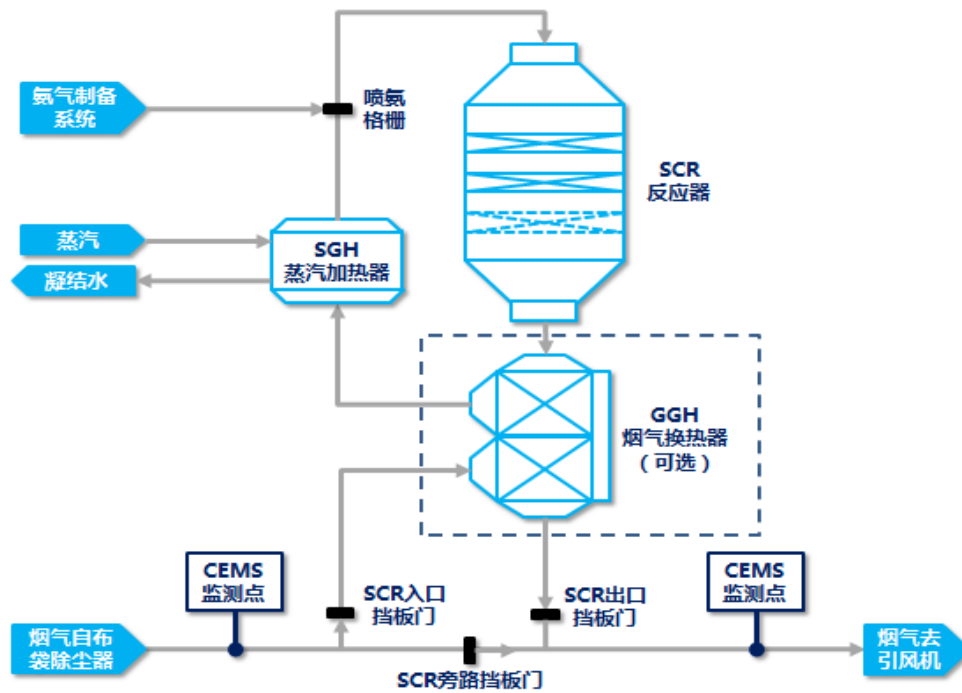 氨气制备
系统
喷氨
格栅
SCR
反应器
蒸汽
凝结水
SGH
蒸汽加热器
GGH
烟气换热器
（可选）
CEMS
监测点
SCR入口
挡板门
SCR出口
挡板门
CEMS
监测点
烟气自布
袋除尘器
SCR旁路挡板门
烟气去
引风机